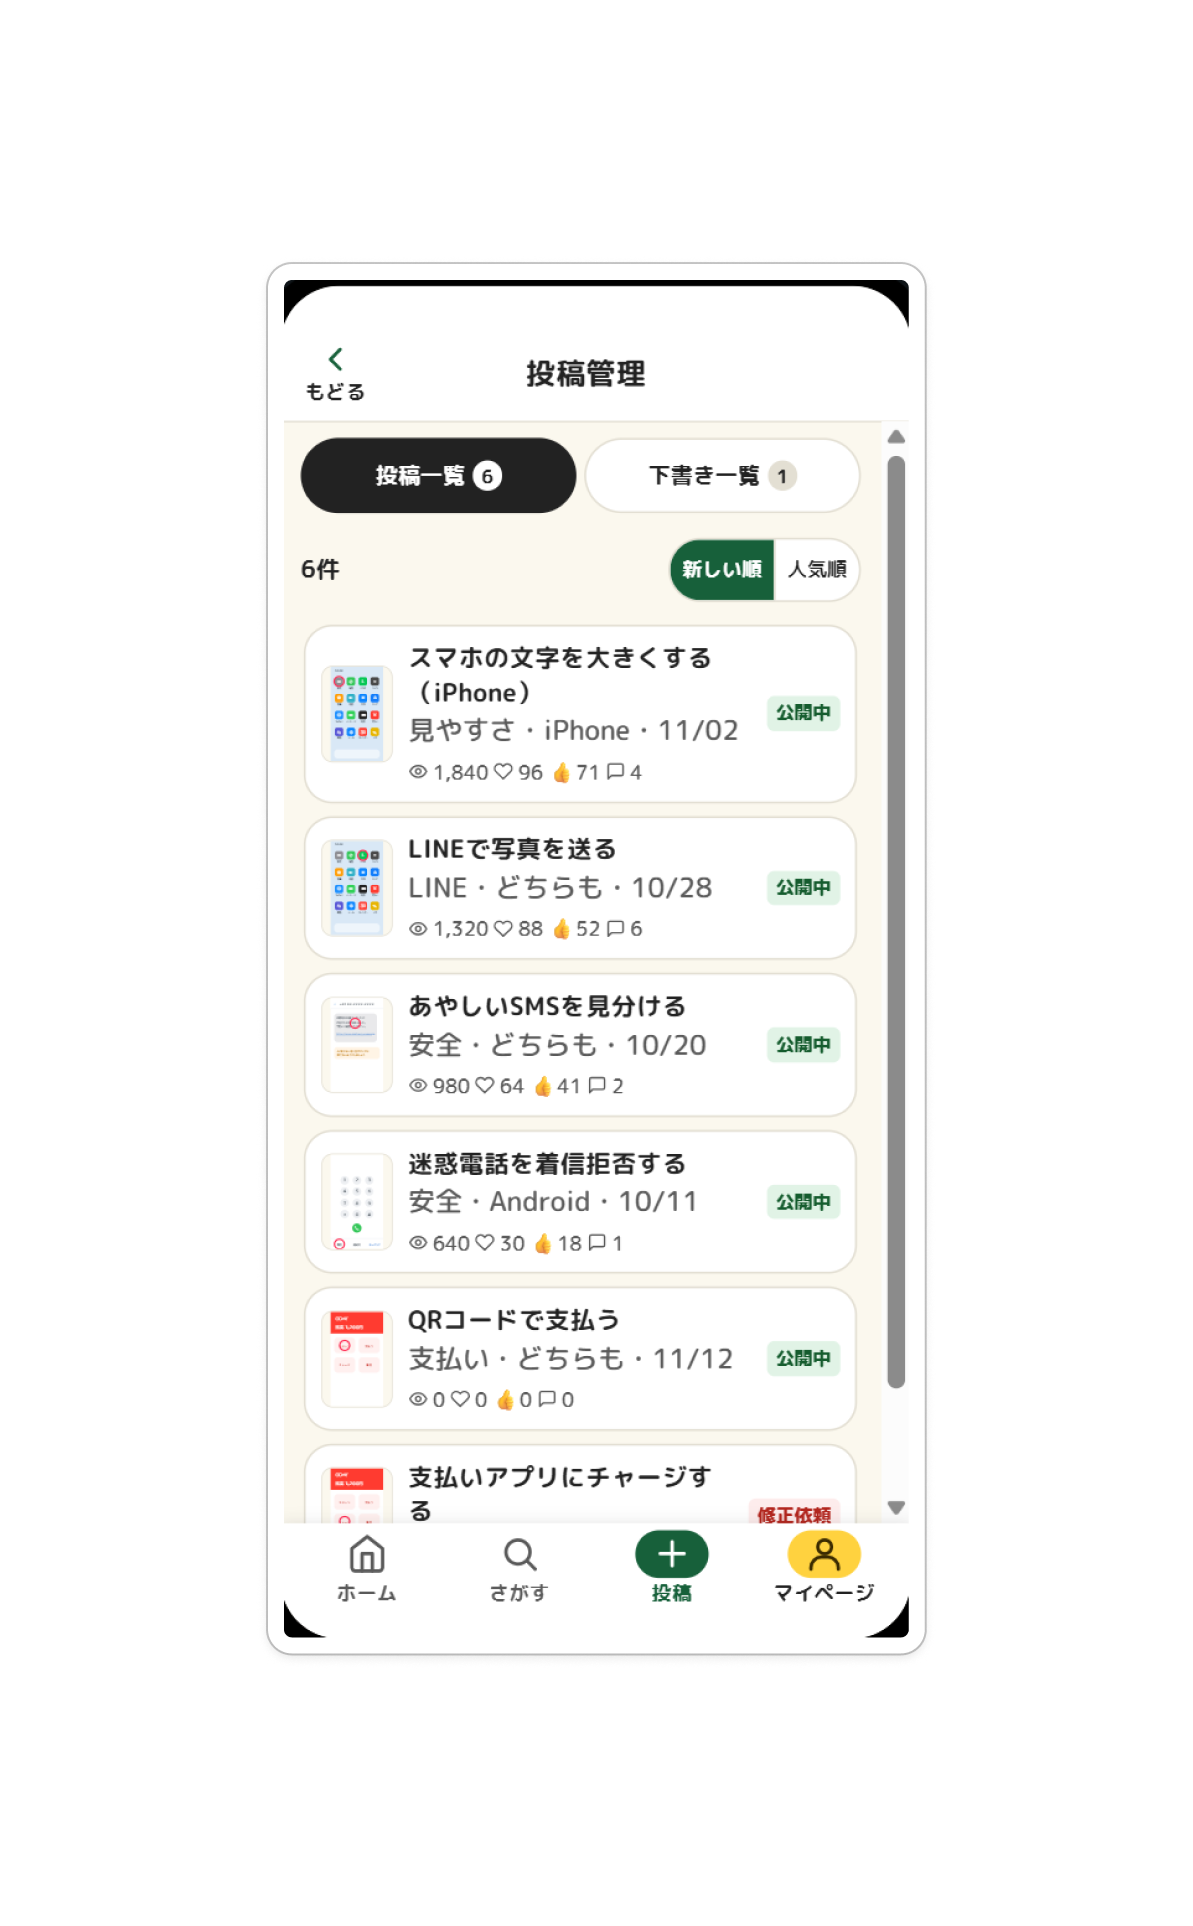 もどる
投稿管理
投稿一覧 6
下書き一覧 1
6件
新しい順
人気順
スマホの文字を大きくする
（iPhone）
見やすさ・iPhone・11/02
1,840 96 👍 71 4
公開中
LINEで写真を送る
LINE・どちらも・10/28
1,320 88 👍 52 6
公開中
あやしいSMSを見分ける
安全・どちらも・10/20
980 64 👍 41 2
公開中
迷惑電話を着信拒否する
安全・Android・10/11
640 30 👍 18 1
公開中
QRコードで支払う
支払い・どちらも・11/12
0 0 👍 0 0
公開中
支払いアプリにチャージす
る
修正依頼
ホーム
さがす
投稿
マイページ